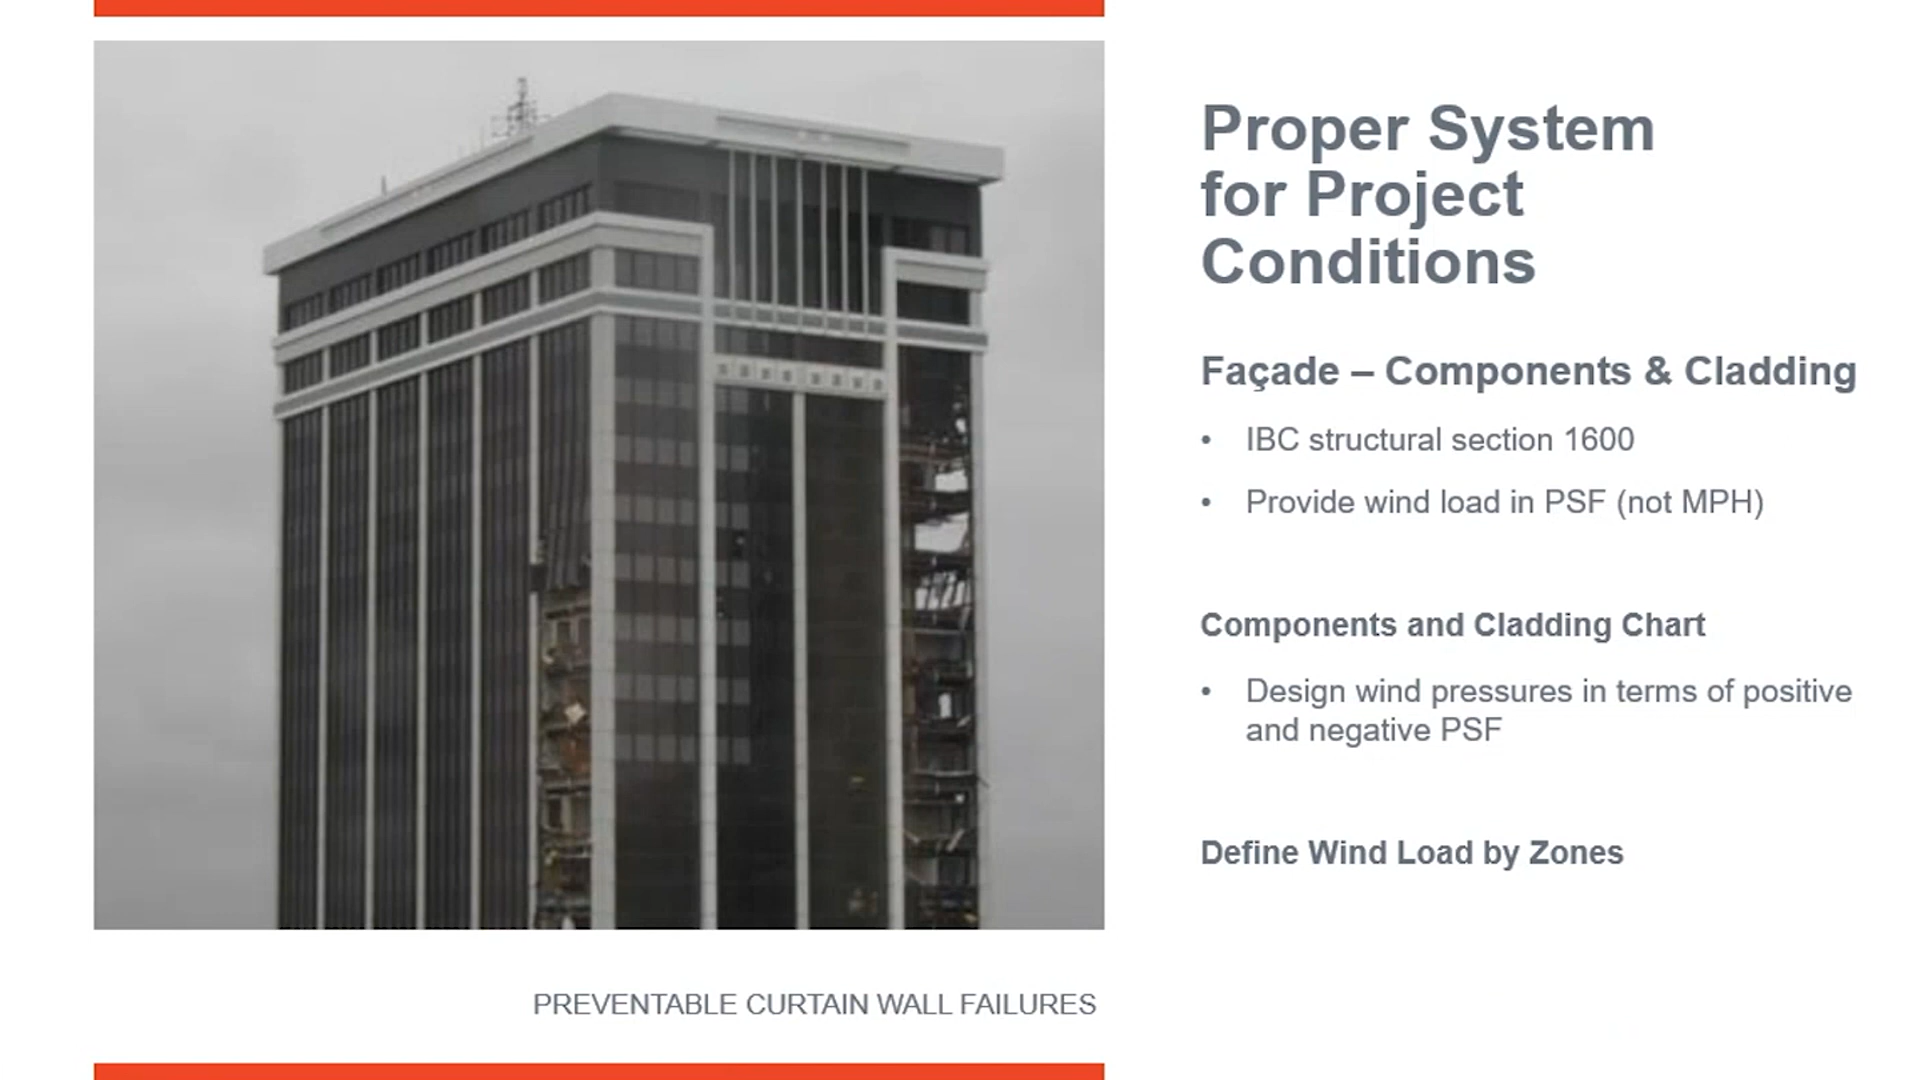 Proper System
for Project
Conditions
Façade – Components & Cladding
• IBC structural section 1600
• Provide wind load in PSF (not MPH)
Components and Cladding Chart
• Design wind pressures in terms of positive
and negative PSF
Define Wind Load by Zones
PREVENTABLE CURTAIN WALL FAILURES